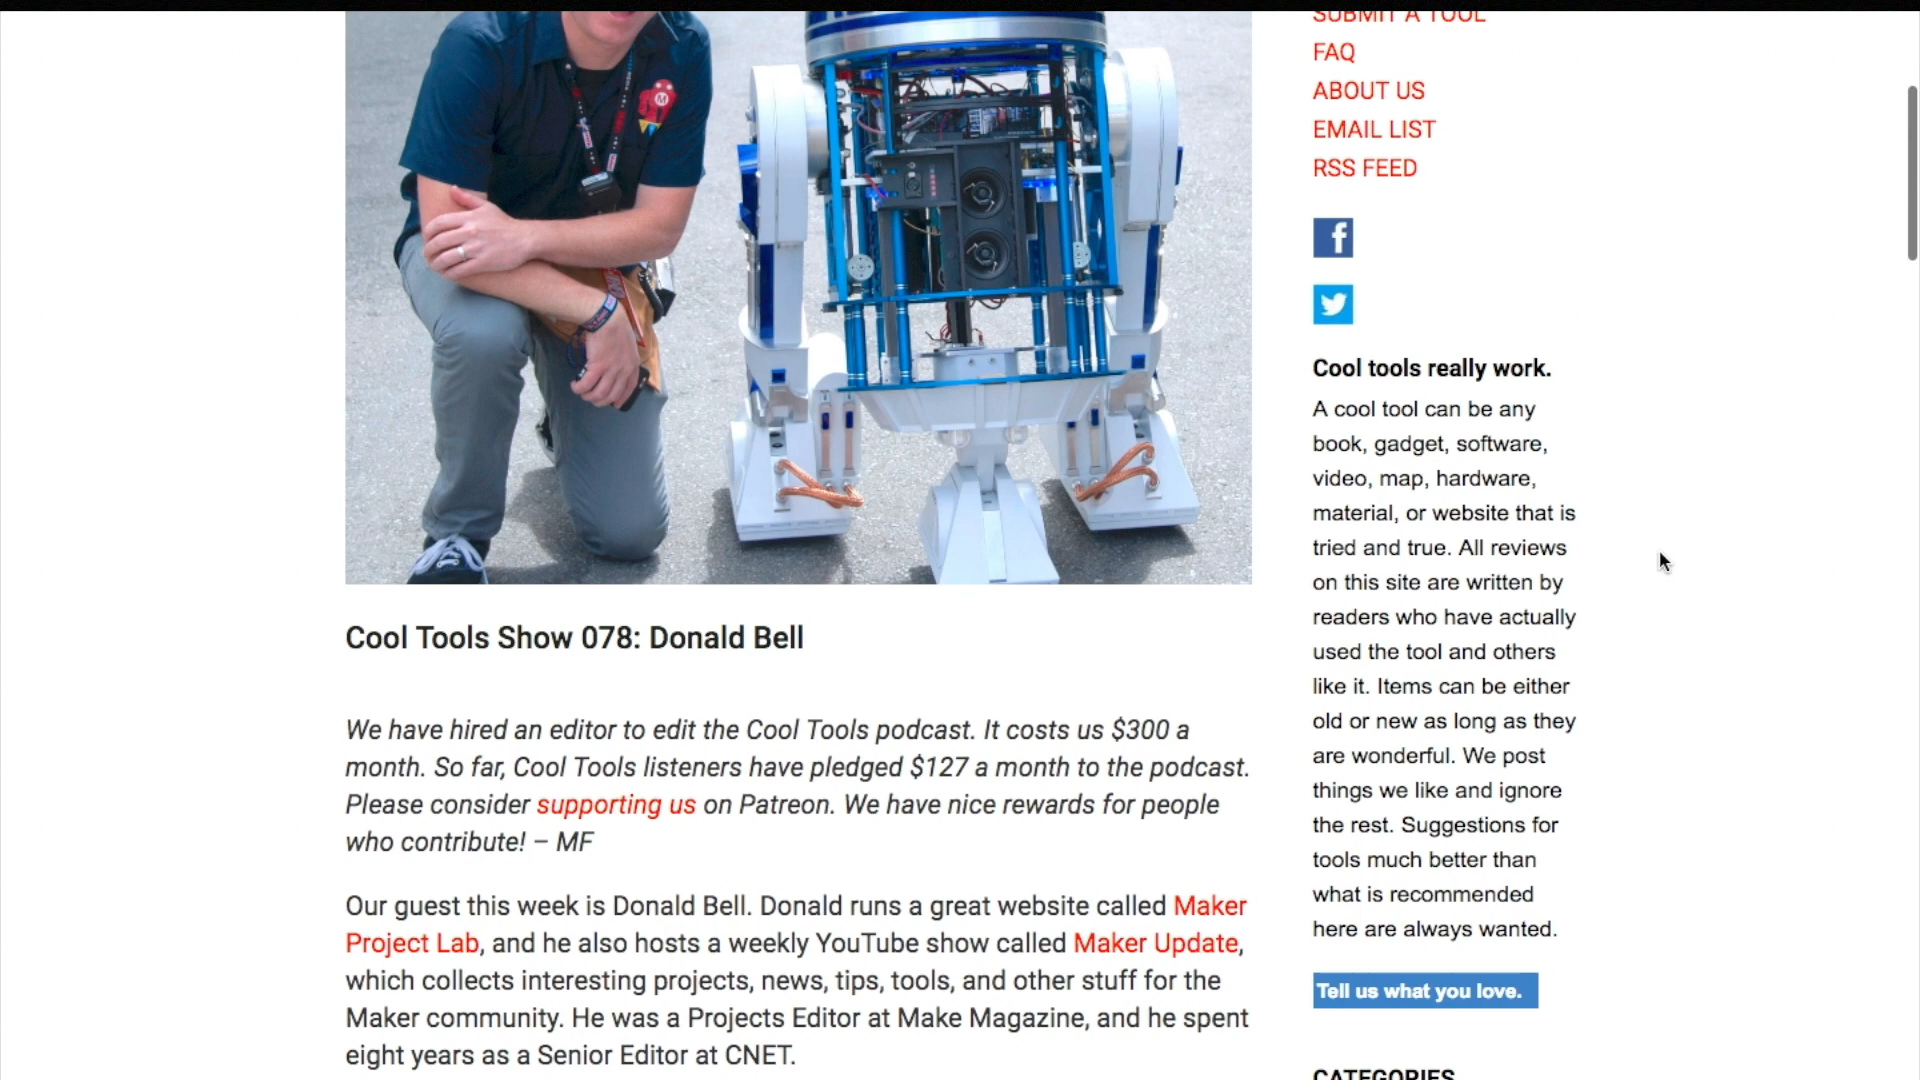 SUBMIT A TOOL
FAQ
ABOUT US
EMAIL LIST
RSS FEED
Cool tools really work.
A cool tool can be any
book, gadget, software,
video, map, hardware,
material, or website that is
tried and true. All reviews
on this site are written by
readers who have actually
used the tool and others
like it. Items can be either
old or new as long as they
are wonderful. We post
things we like and ignore
the rest. Suggestions for
tools much better than
what is recommended
here are always wanted.
Tell us what you love.
CATEGORIES
Cool Tools Show 078: Donald Bell
We have hired an editor to edit the Cool Tools podcast. It costs us $300 a
month. So far, Cool Tools listeners have pledged $127 a month to the podcast.
Please consider supporting us on Patreon. We have nice rewards for people
who contribute! – MF
Our guest this week is Donald Bell. Donald runs a great website called Maker
Project Lab, and he also hosts a weekly YouTube show called Maker Update,
which collects interesting projects, news, tips, tools, and other stuff for the
Maker community. He was a Projects Editor at Make Magazine, and he spent
eight years as a Senior Editor at CNET.